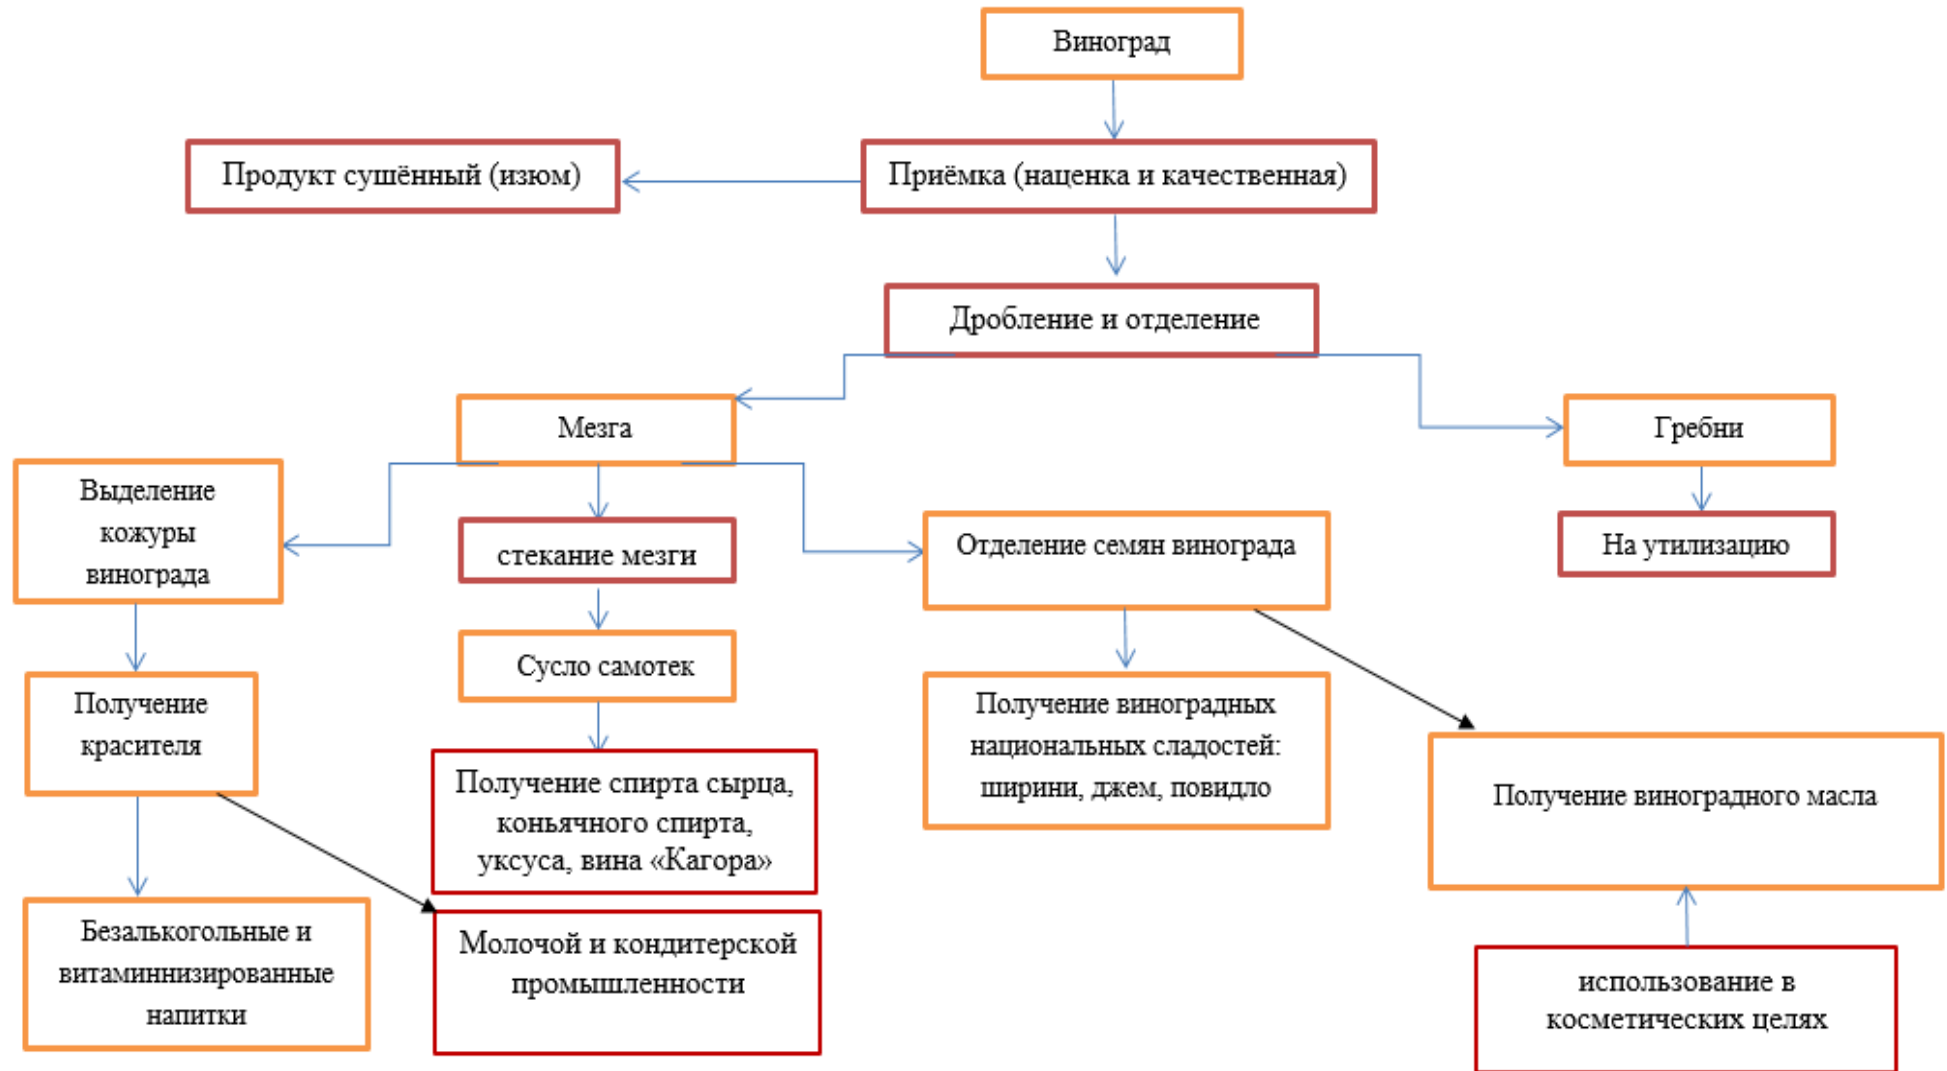 Виноград
Продукт сушённый (изюм)
Приёмка (наценка и качественная)
Дробление и отделение
Мезга
Гребни
Выделение
кожуры
винограда
стекание мезги
Отделение семян винограда
На утилизацию
Сусло самотек
Получение
красителя
Получение спирта сырца,
коньячного спирта,
уксуса, вина «Кагора»
Получение виноградных
национальных сладостей:
ширини, джем, повидло
Получение виноградного масла
Безалькогольные и
витаминнизированные
напитки
Молочой и кондитерской
промышленности
использование в
косметических целях